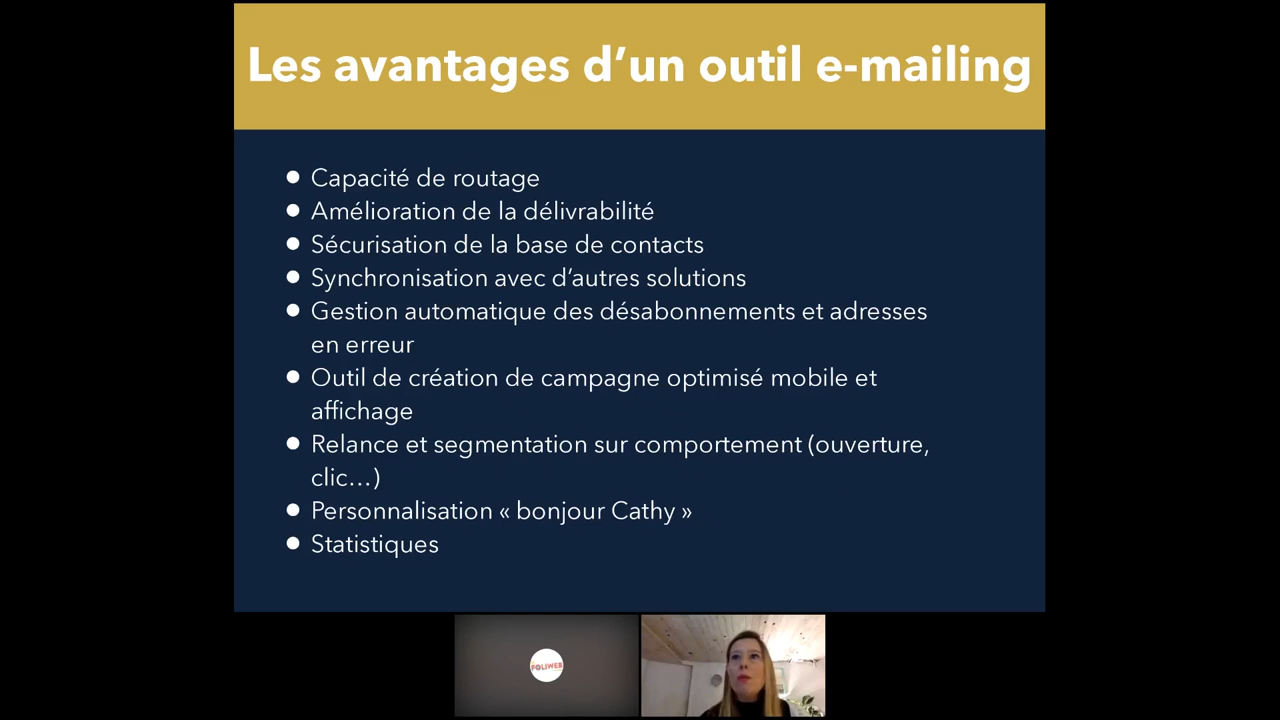 Les avantages d’un outil e-mailing
● Capacité de routage
● Amélioration de la délivrabilité
● Sécurisation de la base de contacts
● Synchronisation avec d’autres solutions
● Gestion automatique des désabonnements et adresses
en erreur
● Outil de création de campagne optimisé mobile et
affichage
● Relance et segmentation sur comportement (ouverture,
clic…)
● Personnalisation « bonjour Cathy »
● Statistiques
FOLIWEB